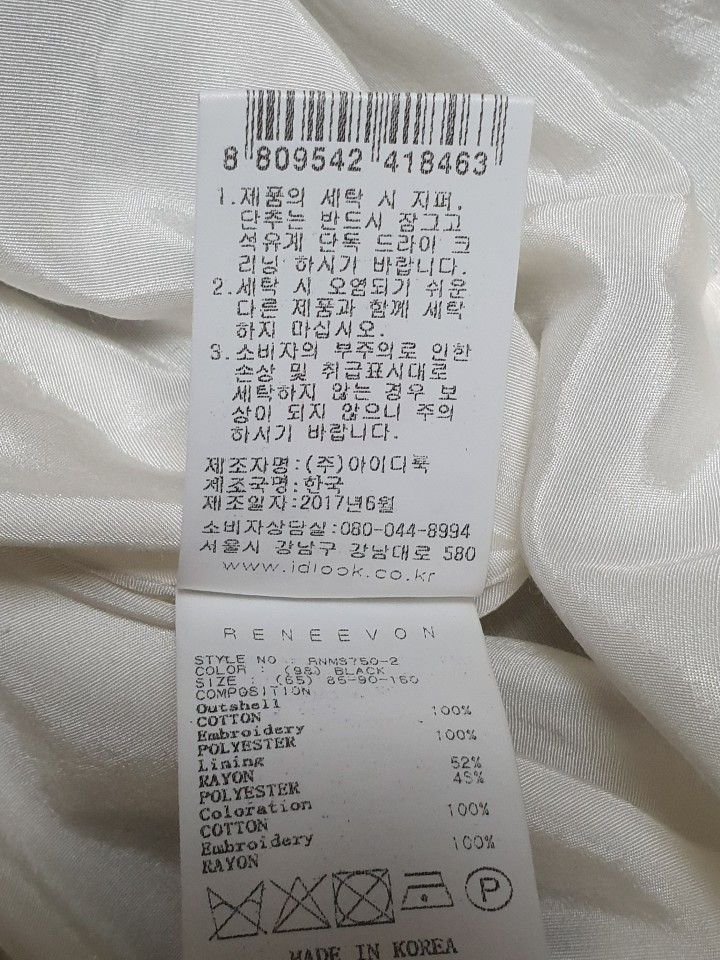 8 809542 418463
1.제품의 세탁 시 지퍼,
단추는 반드시 잠그고
석유계 단독 드라이 크
리닝 하시기 바랍니다.
2.세탁 시 오염되기 쉬운
다른 제품과 함께 세탁
하지 마십시오.
3.소비자의 부주의로 인한
손상 및 취급표시대로
세탁하지 않는 경우 보
상이 되지 않으니 주의
하시기 바랍니다.
제조자명:(주)아이디룩
제조국명:한국
제조일자:2017년6월
소비자상담실:080-044-8994
서울시 강남구 강남대로 580
www.idlook.co.kr
RENEEVON
STYLE NO : RNMS750-2
COLOR : (98) BLACK
SIZE : (65) 85-90-160
COMPOSITION
Outshell
COTTON 100%
Embroidery
POLYESTER 100%
Lining
RAYON 52%
POLYESTER 48%
Coloration
COTTON 100%
Embroidery
RAYON 100%
P
MADE IN KOREA